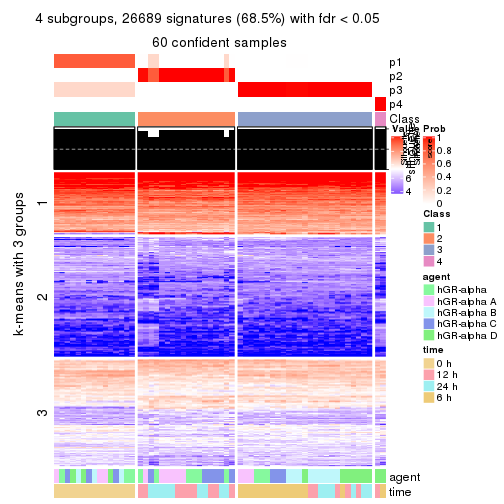 4 subgroups, 26689 signatures (68.5%) with fdr < 0.05
60 confident samples
p1
p2
p3
p4
Class
k-means with 3 groups
1
2
3
agent
time
Value
6
4
Prob
1
0.8
0.6
0.4
0.2
0
Class
1
2
3
4
agent
hGR-alpha
hGR-alpha A
hGR-alpha B
hGR-alpha C
hGR-alpha D
time
0 h
12 h
24 h
6 h